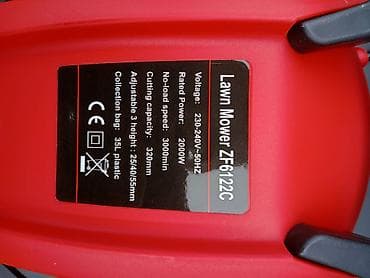 Lawn Mower ZF6122C
Voltage: 230-240V~50HZ
Rated Power: 2000W
No-load speed: 3000min
Cutting capacity: 320mm
Adjustable 3 height: 25/40/55mm
Collection bag: 35L plastic
CE